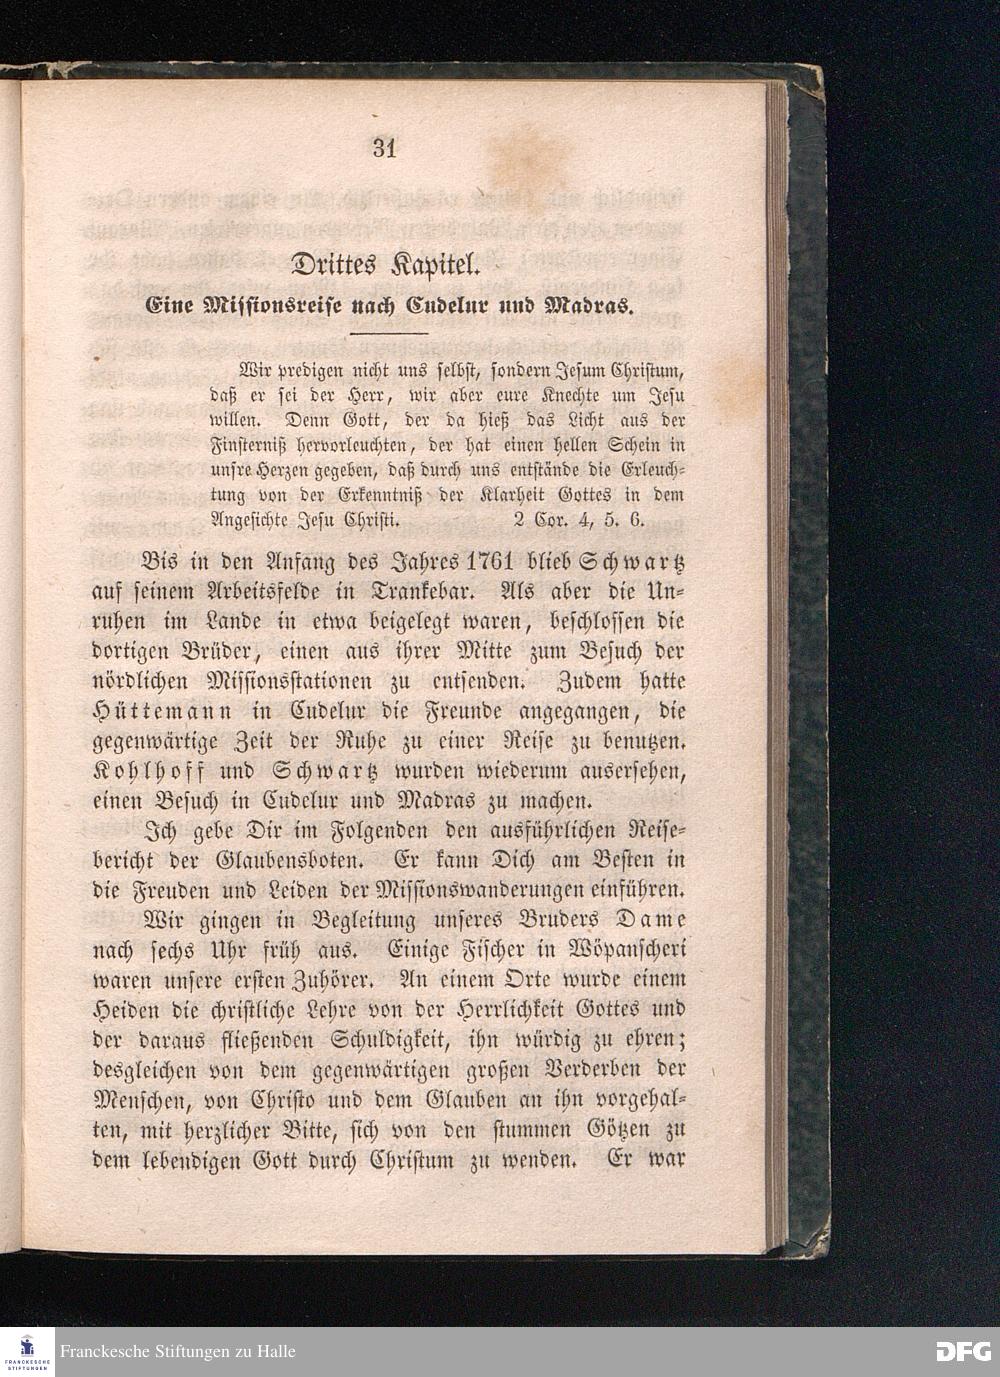 31
Drittes Kapitel.
Eine Missionsreise nach Cudelur und Madras.
Wir predigen nicht uns selbst, sondern Jesum Christum,
daß er sei der Herr, wir aber eure Knechte um Jesu
willen. Denn Gott, der da hieß das Licht aus der
Finsterniß hervorleuchten, der hat einen hellen Schein in
unsre Herzen gegeben, daß durch uns entstände die Erleuch-
tung von der Erkenntniß der Klarheit Gottes in dem
Angesichte Jesu Christi. 2 Cor. 4, 5. 6.
Bis in den Anfang des Jahres 1761 blieb Schwartz
auf seinem Arbeitsfelde in Trankebar. Als aber die Un-
ruhen im Lande in etwa beigelegt waren, beschlossen die
dortigen Brüder, einen aus ihrer Mitte zum Besuch der
nördlichen Missionsstationen zu entsenden. Zudem hatte
Hüttemann in Cudelur die Freunde angegangen, die
gegenwärtige Zeit der Ruhe zu einer Reise zu benutzen.
Kohlhoff und Schwartz wurden wiederum ausersehen,
einen Besuch in Cudelur und Madras zu machen.
Ich gebe Dir im Folgenden den ausführlichen Reise-
bericht der Glaubensboten. Er kann Dich am Besten in
die Freuden und Leiden der Missionswanderungen einführen.
Wir gingen in Begleitung unseres Bruders Dame
nach sechs Uhr früh aus. Einige Fischer in Wöpanscheri
waren unsere ersten Zuhörer. An einem Orte wurde einem
Heiden die christliche Lehre von der Herrlichkeit Gottes und
der daraus fließenden Schuldigkeit, ihn würdig zu ehren;
desgleichen von dem gegenwärtigen großen Verderben der
Menschen, von Christo und dem Glauben an ihn vorgehal-
ten, mit herzlicher Bitte, sich von den stummen Götzen zu
dem lebendigen Gott durch Christum zu wenden. Er war
FRANCKESCHE
STIFTUNGEN
Franckesche Stiftungen zu Halle
DFG